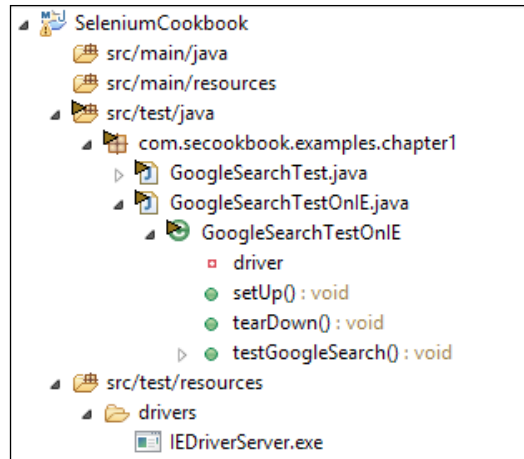 SeleniumCookbook
src/main/java
src/main/resources
src/test/java
com.secookbook.examples.chapter1
GoogleSearchTest.java
GoogleSearchTestOnIE.java
GoogleSearchTestOnIE
driver
setUp() : void
tearDown() : void
testGoogleSearch() : void
src/test/resources
drivers
IEDriverServer.exe